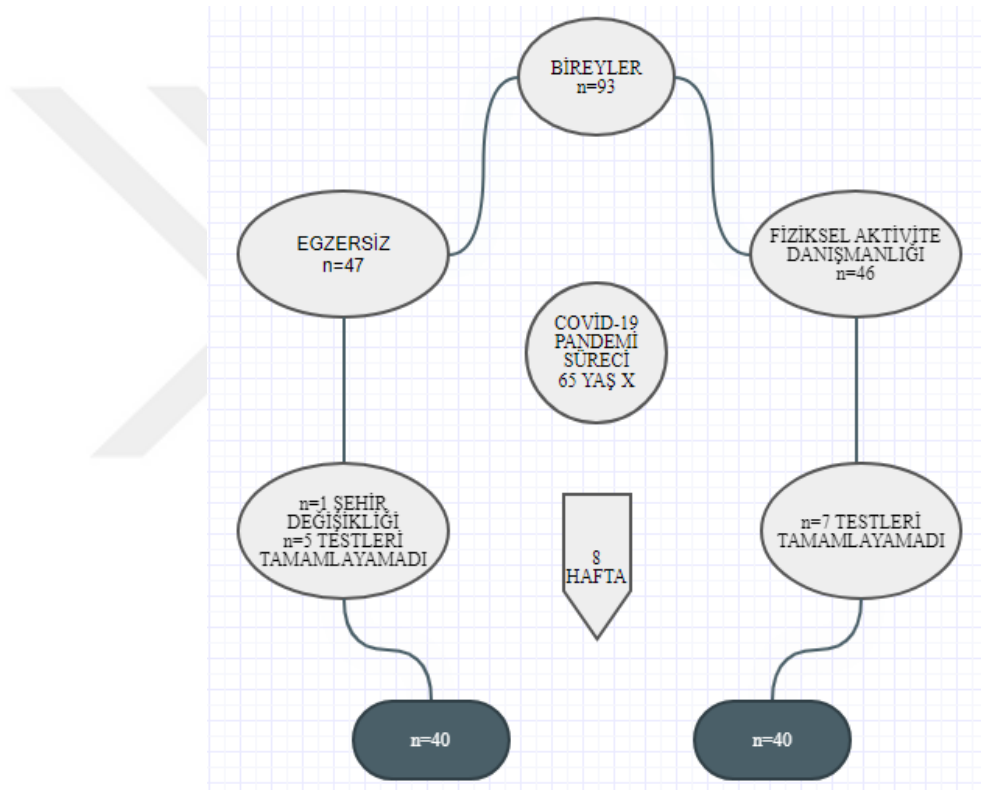 BİREYLER
n=93
EGZERSİZ
n=47
FİZİKSEL AKTİVİTE
DANIŞMANLIĞI
n=46
COVİD-19
PANDEMİ
SÜRECİ
65 YAŞ X
n=1 ŞEHİR
DEĞİŞİKLİĞİ
n=5 TESTLERİ
TAMAMLAYAMADI
8
HAFTA
n=7 TESTLERİ
TAMAMLAYAMADI
n=40
n=40